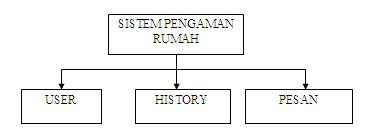 SISTEM PENGAMAN
RUMAH
USER
HISTORY
PESAN